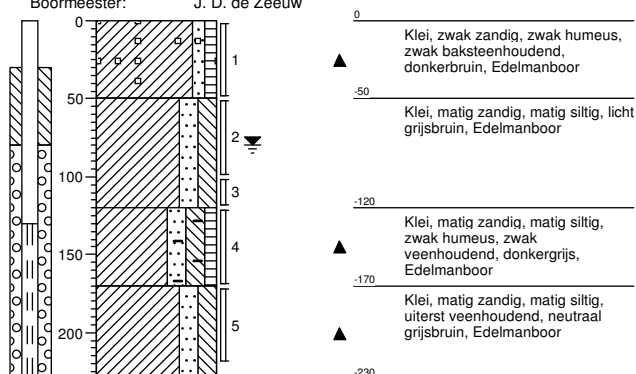 Boormeester: J. D. de Zeeuw
0
50
100
150
200
1
2
3
4
5
0
Klei, zwak zandig, zwak humeus,
zwak baksteenhoudend,
donkerbruin, Edelmanboor
-50
Klei, matig zandig, matig siltig, licht
grijsbruin, Edelmanboor
-120
Klei, matig zandig, matig siltig,
zwak humeus, zwak
veenhoudend, donkergrijs,
Edelmanboor
-170
Klei, matig zandig, matig siltig,
uiterst veenhoudend, neutraal
grijsbruin, Edelmanboor
-230